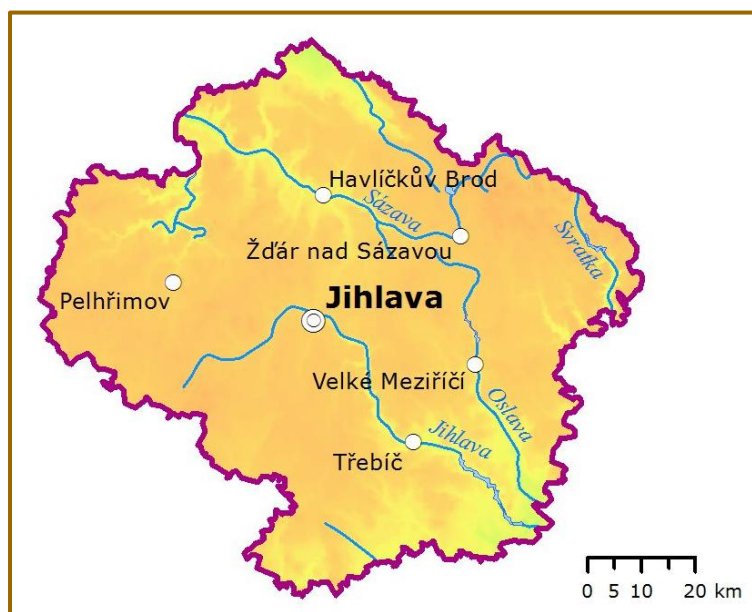 Havlíčkův Brod
Sázava
Svratka
Žďár nad Sázavou
Pelhřimov
Jihlava
Velké Meziříčí
Oslava
Jihlava
Třebíč
0 5 10 20 km